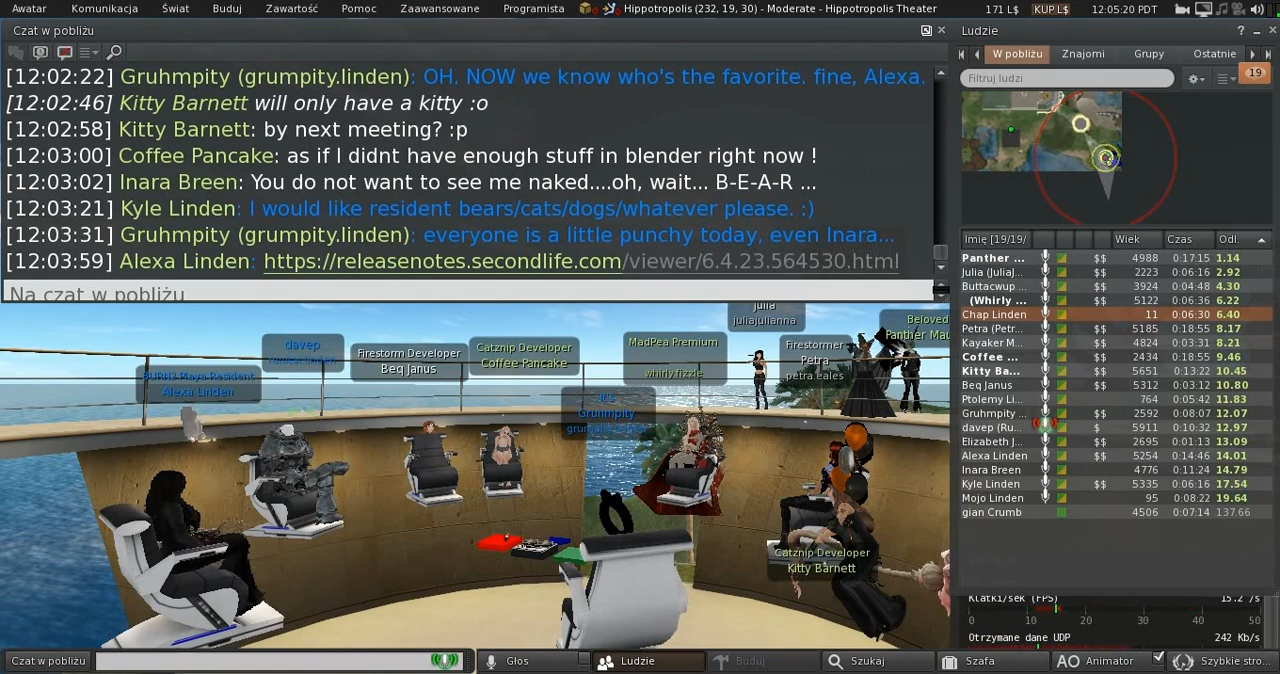 Awatar Komunikacja Świat Buduj Zawartość Pomoc Zaawansowane Programista Hippotropolis (232, 19, 30) - Moderate - Hippotropolis Theater 171 L$ KUP L$ 12:05:20 PDT
Czat w pobliżu
[12:02:22] Gruhmpity (grumpity.linden): OH. NOW we know who's the favorite. fine, Alexa.
[12:02:46] Kitty Barnett will only have a kitty :o
[12:02:58] Kitty Barnett: by next meeting? :p
[12:03:00] Coffee Pancake: as if I didnt have enough stuff in blender right now !
[12:03:02] Inara Breen: You do not want to see me naked....oh, wait... B-E-A-R ...
[12:03:21] Kyle Linden: I would like resident bears/cats/dogs/whatever please. :)
[12:03:31] Gruhmpity (grumpity.linden): everyone is a little punchy today, even Inara...
[12:03:59] Alexa Linden: https://releasenotes.secondlife.com/viewer/6.4.23.564530.html
Na czat w pobliżu
Ludzie
W pobliżu Znajomi Grupy Ostatnie
Filtruj ludzi
19
Imię [19/19/ Wiek Czas Odl.
Panther ... $$ 4988 0:17:15 1.14
Julia (JuliaJ... $$ 2223 0:06:16 2.92
Buttacwup ... $$ 3924 0:04:48 4.30
(Whirly ... $$ 5122 0:06:36 6.22
Chap Linden 11 0:06:30 6.40
Petra (Petr... $$ 5185 0:18:55 8.17
Kayaker M... $$ 4824 0:03:31 8.21
Coffee ... $$ 2434 0:18:55 9.46
Kitty Ba... $$ 5651 0:13:22 10.45
Beq Janus $$ 5312 0:03:12 10.80
Ptolemy Li... 764 0:05:42 11.83
Gruhmpity ... $$ 2592 0:08:07 12.07
davep (Ru... $ 5911 0:10:32 12.97
Elizabeth J... $$ 2695 0:01:13 13.09
Alexa Linden $$ 5254 0:14:46 14.01
Inara Breen 4776 0:11:24 14.79
Kyle Linden $$ 5335 0:06:16 17.54
Mojo Linden 95 0:08:22 19.64
gian Crumb 4506 0:07:14 137.66
Klatki/sek (FPS) 15.2 /s
0 10 20 30 40 50
Otrzymane dane UDP 242 Kb/s
julia
juliajulianna
Beloved
Panther Mau
davep
Firestorm Developer
Beq Janus
Catznip Developer
Coffee Pancake
MadPea Premium
whirly fizzle
Firestormer
Petra
petra.eales
BURN2 Playa Resident
Alexa Linden
Gruhmpity
Catznip Developer
Kitty Barnett
Czat w pobliżu Głos Ludzie Buduj Szukaj Szafa AO Animator Szybkie stro...